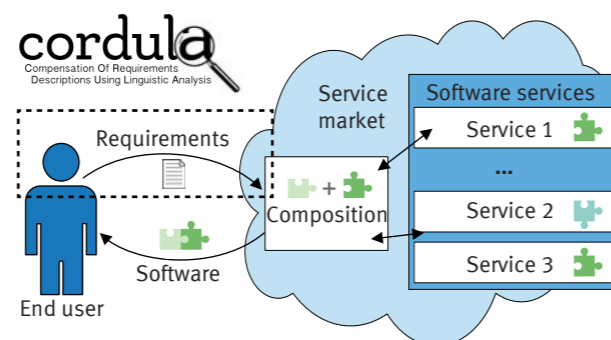 cordula
Compensation Of Requirements
Descriptions Using Linguistic Analysis
Requirements
Service
market
Software services
Service 1
...
Service 2
Service 3
+
Composition
Software
End user